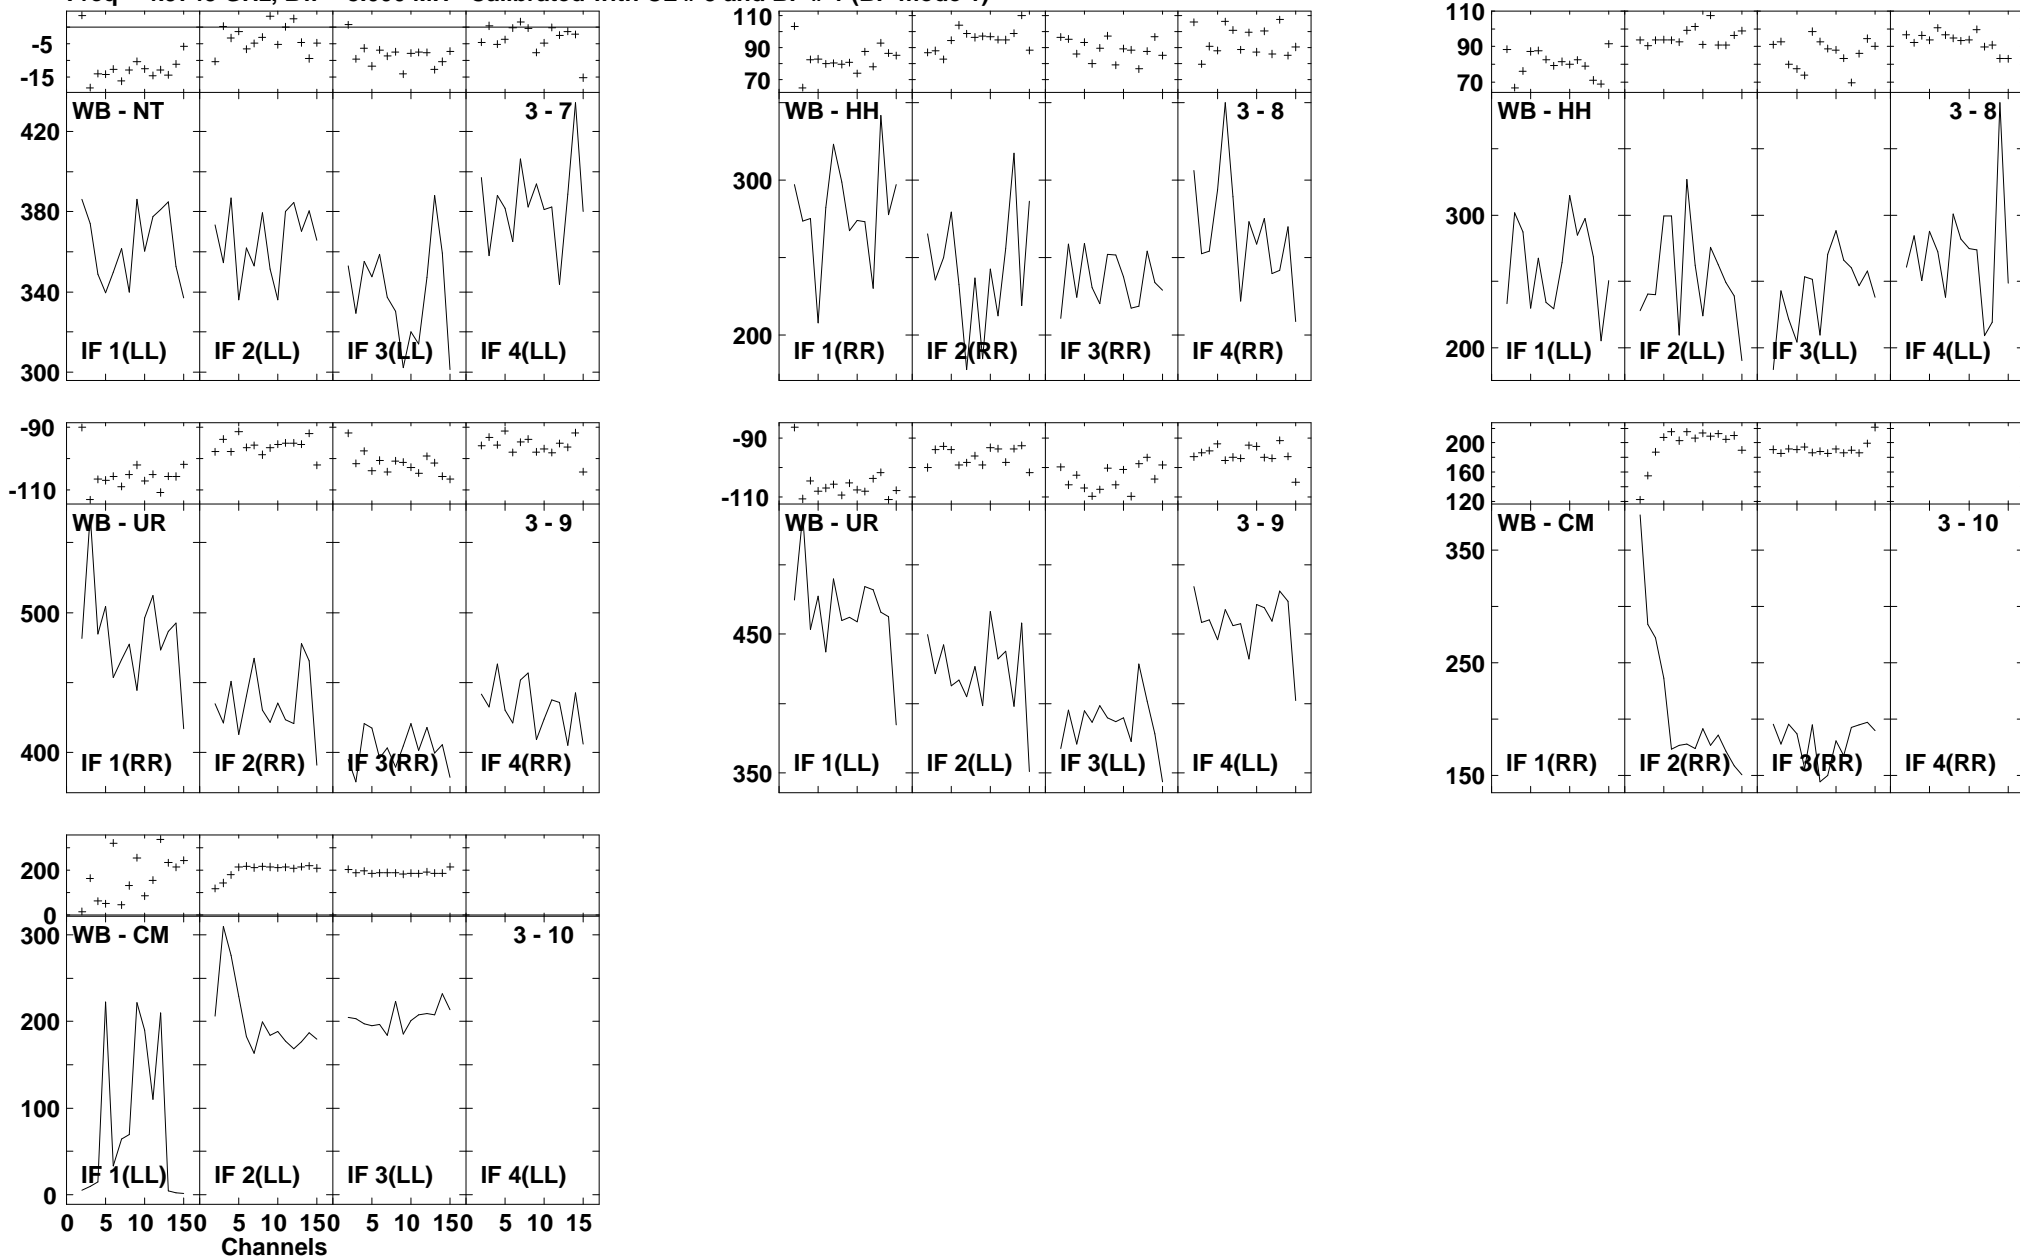 110
90
70
-5
-15
WB - NT 3 - 7
420
380
340
300
IF 1(LL) IF 2(LL) IF 3(LL) IF 4(LL)
110
90
70
WB - HH 3 - 8
300
200
IF 1(RR) IF 2(RR) IF 3(RR) IF 4(RR)
110
90
70
WB - HH 3 - 8
300
200
IF 1(LL) IF 2(LL) IF 3(LL) IF 4(LL)
-90
-110
WB - UR 3 - 9
500
400
IF 1(RR) IF 2(RR) IF 3(RR) IF 4(RR)
-90
-110
WB - UR 3 - 9
450
350
IF 1(LL) IF 2(LL) IF 3(LL) IF 4(LL)
200
160
120
WB - CM 3 - 10
350
250
150
IF 1(RR) IF 2(RR) IF 3(RR) IF 4(RR)
200
0
WB - CM 3 - 10
300
200
100
0
IF 1(LL) IF 2(LL) IF 3(LL) IF 4(LL)
0 5 10 150 5 10 150 5 10 150 5 10 15
Channels